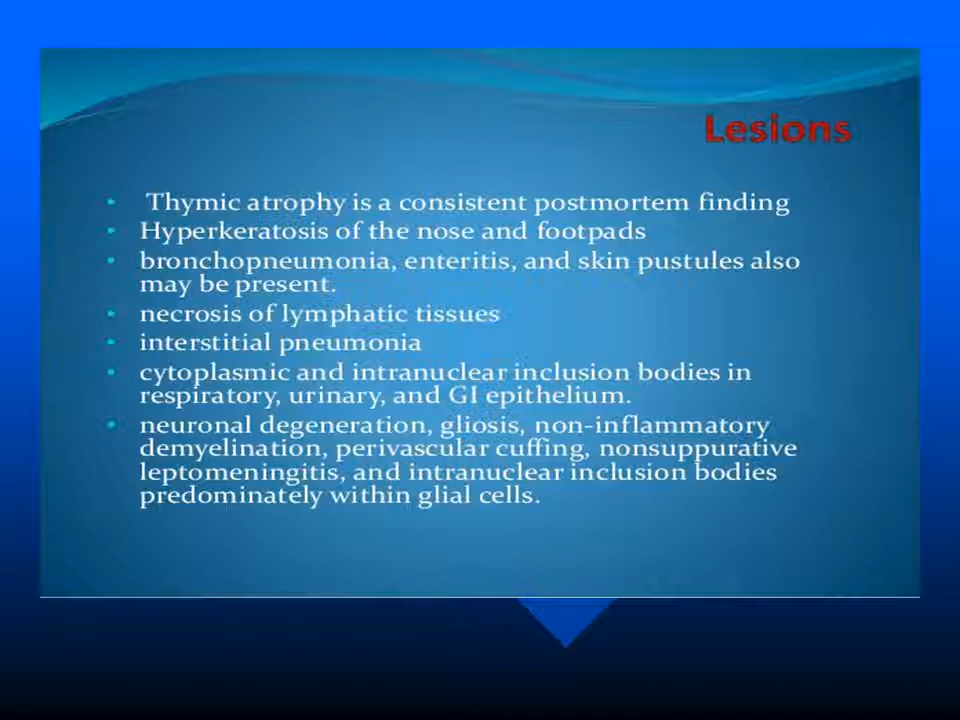 Lesions
• Thymic atrophy is a consistent postmortem finding
• Hyperkeratosis of the nose and footpads
• bronchopneumonia, enteritis, and skin pustules also
may be present.
• necrosis of lymphatic tissues
• interstitial pneumonia
• cytoplasmic and intranuclear inclusion bodies in
respiratory, urinary, and GI epithelium.
• neuronal degeneration, gliosis, non-inflammatory
demyelination, perivascular cuffing, nonsuppurative
leptomeningitis, and intranuclear inclusion bodies
predominately within glial cells.